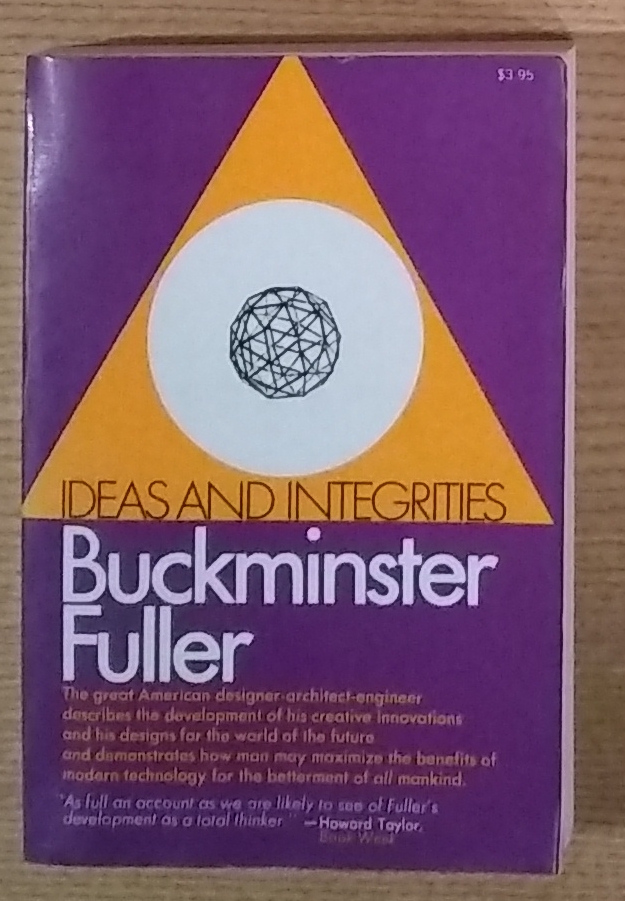 $3.95
IDEAS AND INTEGRITIES
Buckminster
Fuller
The great American designer-architect-engineer
describes the development of his creative innovations
and his designs for the world of the future
and demonstrates how man may maximize the benefits of
modern technology for the betterment of all mankind.
"As full an account as we are likely to see of Fuller's
development as a total thinker" —Howard Taylor,
Book Week